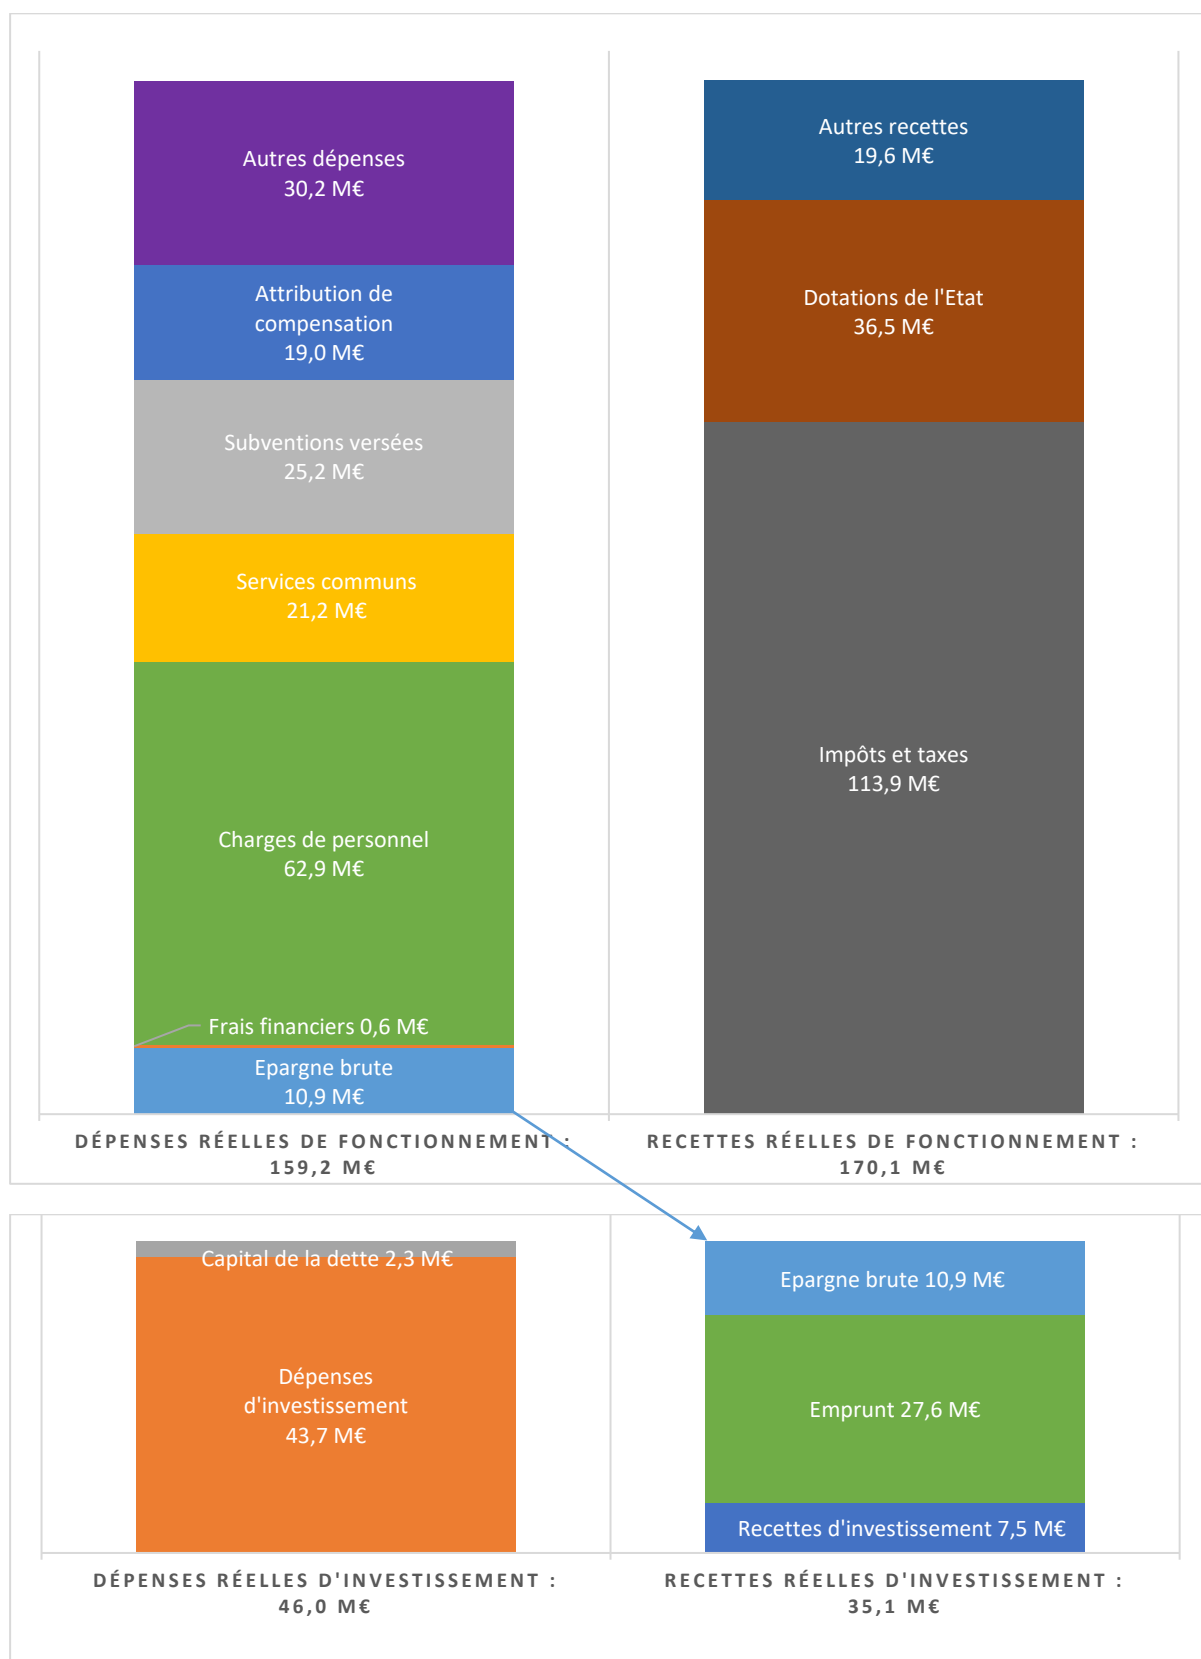 Autres dépenses
30,2 M€
Attribution de
compensation
19,0 M€
Subventions versées
25,2 M€
Services communs
21,2 M€
Charges de personnel
62,9 M€
Frais financiers 0,6 M€
Epargne brute
10,9 M€
DÉPENSES RÉELLES DE FONCTIONNEMENT :
159,2 M€
Autres recettes
19,6 M€
Dotations de l'Etat
36,5 M€
Impôts et taxes
113,9 M€
RECETTES RÉELLES DE FONCTIONNEMENT :
170,1 M€
Capital de la dette 2,3 M€
Dépenses
d'investissement
43,7 M€
DÉPENSES RÉELLES D'INVESTISSEMENT :
46,0 M€
Epargne brute 10,9 M€
Emprunt 27,6 M€
Recettes d'investissement 7,5 M€
RECETTES RÉELLES D'INVESTISSEMENT :
35,1 M€